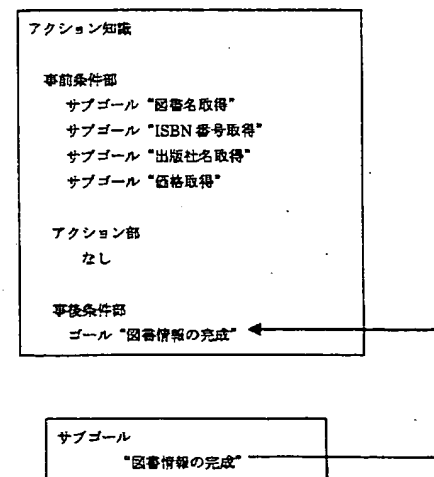 アクション知識
事前条件部
サブゴール "図書名取得"
サブゴール "ISBN番号取得"
サブゴール "出版社名取得"
サブゴール "価格取得"
アクション部
なし
事後条件部
ゴール "図書情報の完成"
サブゴール
"図書情報の完成"